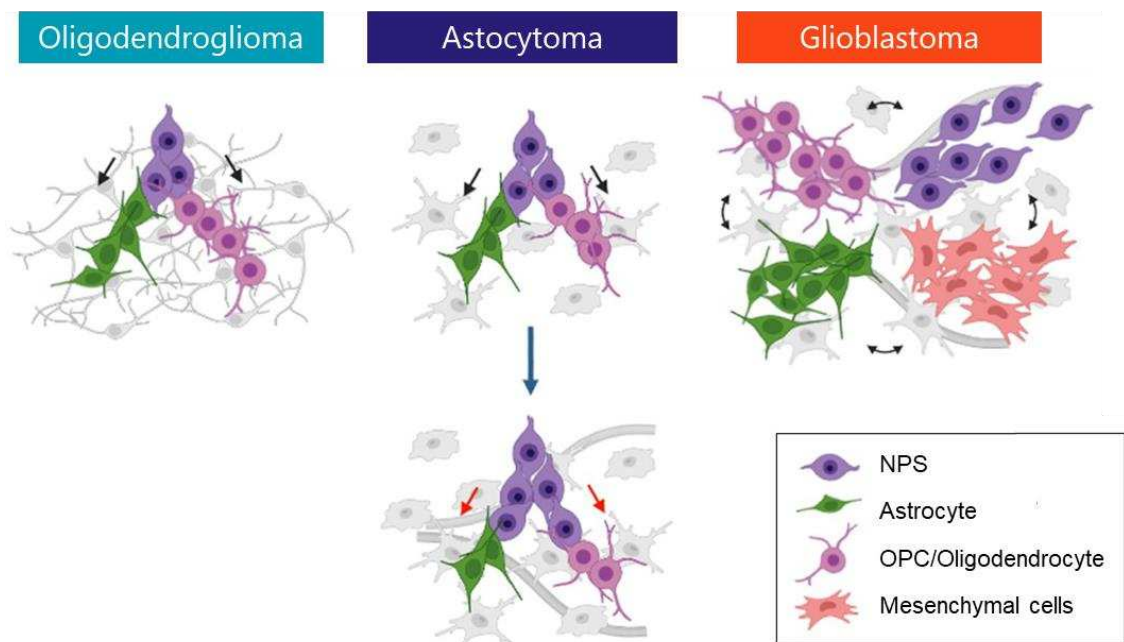 Oligodendroglioma
Astocytoma
Glioblastoma
NPS
Astrocyte
OPC/Oligodendrocyte
Mesenchymal cells